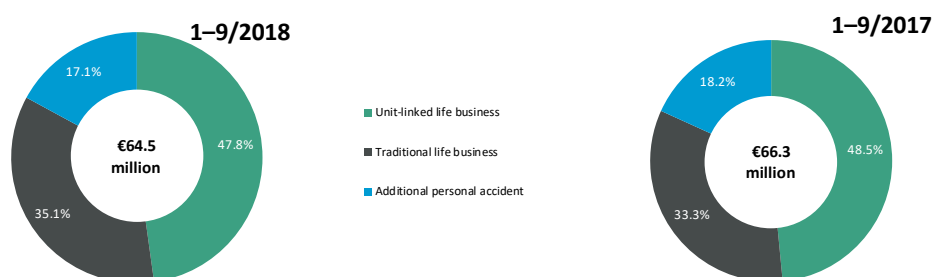 1–9/2018
17.1%
47.8%
35.1%
€64.5
million
Unit-linked life business
Traditional life business
Additional personal accident
1–9/2017
18.2%
48.5%
33.3%
€66.3
million